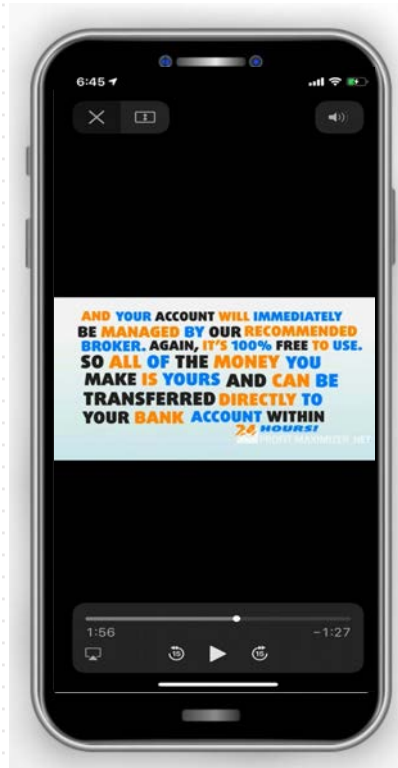 6:45
AND YOUR ACCOUNT WILL IMMEDIATELY
BE MANAGED BY OUR RECOMMENDED
BROKER. AGAIN, IT'S 100% FREE TO USE.
SO ALL OF THE MONEY YOU
MAKE IS YOURS AND CAN BE
TRANSFERRED DIRECTLY TO
YOUR BANK ACCOUNT WITHIN
24 HOURS!
PROFIT MAXIMIZER.NET
1:56
-1:27
15
15